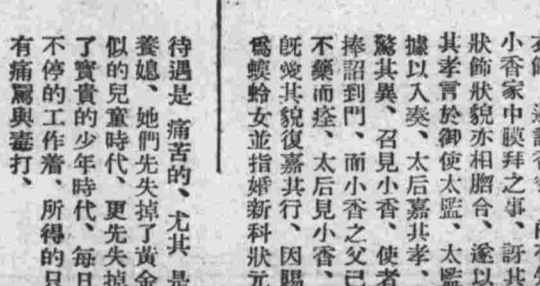 小香家中膜拜之事、訝其
狀飾狀貌亦相脗合、遂以
其孝言於御使太監、太監
據以入奏、太后嘉其孝、
驚其異、召見小香、使者
捧詔到門、而小香之父已
不藥而痊、太后見小香、
旣愛其貌復嘉其行、因賜
爲螟蛉女並指婚新科狀元
待遇是 痛苦的、尤其 是
養媳、她們先失掉了黃金
似的兒童時代、更先失掉
了寳貴的少年時代、每日
不停的工作着、所得的只
有痛罵與毒打、